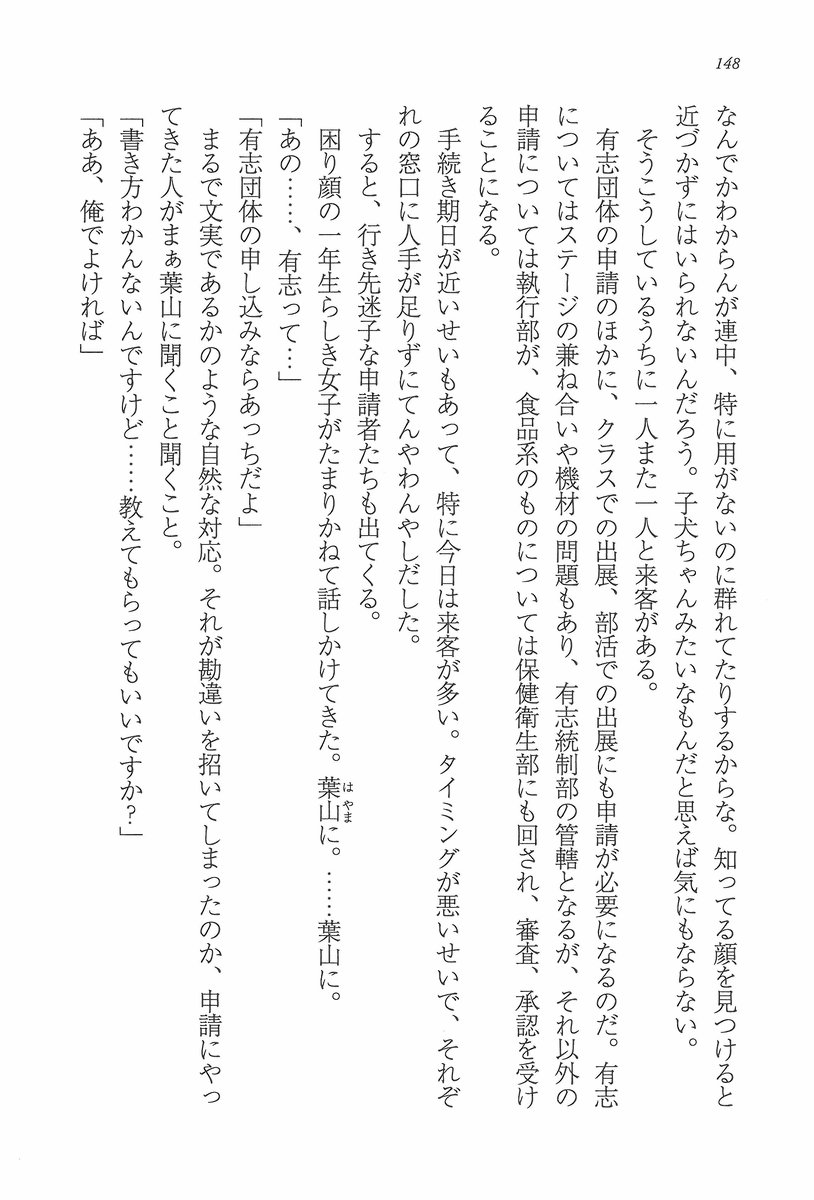 148
なんでかわからんが連中、特に用がないのに群れてたりするからな。知ってる顔を見つけると
近づかずにはいられないんだろう。子犬ちゃんみたいなもんだと思えば気にもならない。
そうこうしているうちに一人また一人と来客がある。
有志団体の申請のほかに、クラスでの出展、部活での出展にも申請が必要になるのだ。有志
についてはステージの兼ね合いや機材の問題もあり、有志統制部の管轄となるが、それ以外の
申請については執行部が、食品系のものについては保健衛生部にも回され、審査、承認を受け
ることになる。
手続き期日が近いせいもあって、特に今日は来客が多い。タイミングが悪いせいで、それぞ
れの窓口に人手が足りずにてんやわんやしだした。
すると、行き先迷子な申請者たちも出てくる。
困り顔の一年生らしき女子がたまりかねて話しかけてきた。葉山に。……葉山に。
はやま
「あの……、有志って…」
「有志団体の申し込みならあっちだよ」
まるで文実であるかのような自然な対応。それが勘違いを招いてしまったのか、申請にやっ
てきた人がまぁ葉山に聞くこと聞くこと。
「書き方わかんないんですけど……教えてもらってもいいですか？」
「ああ、俺でよければ」